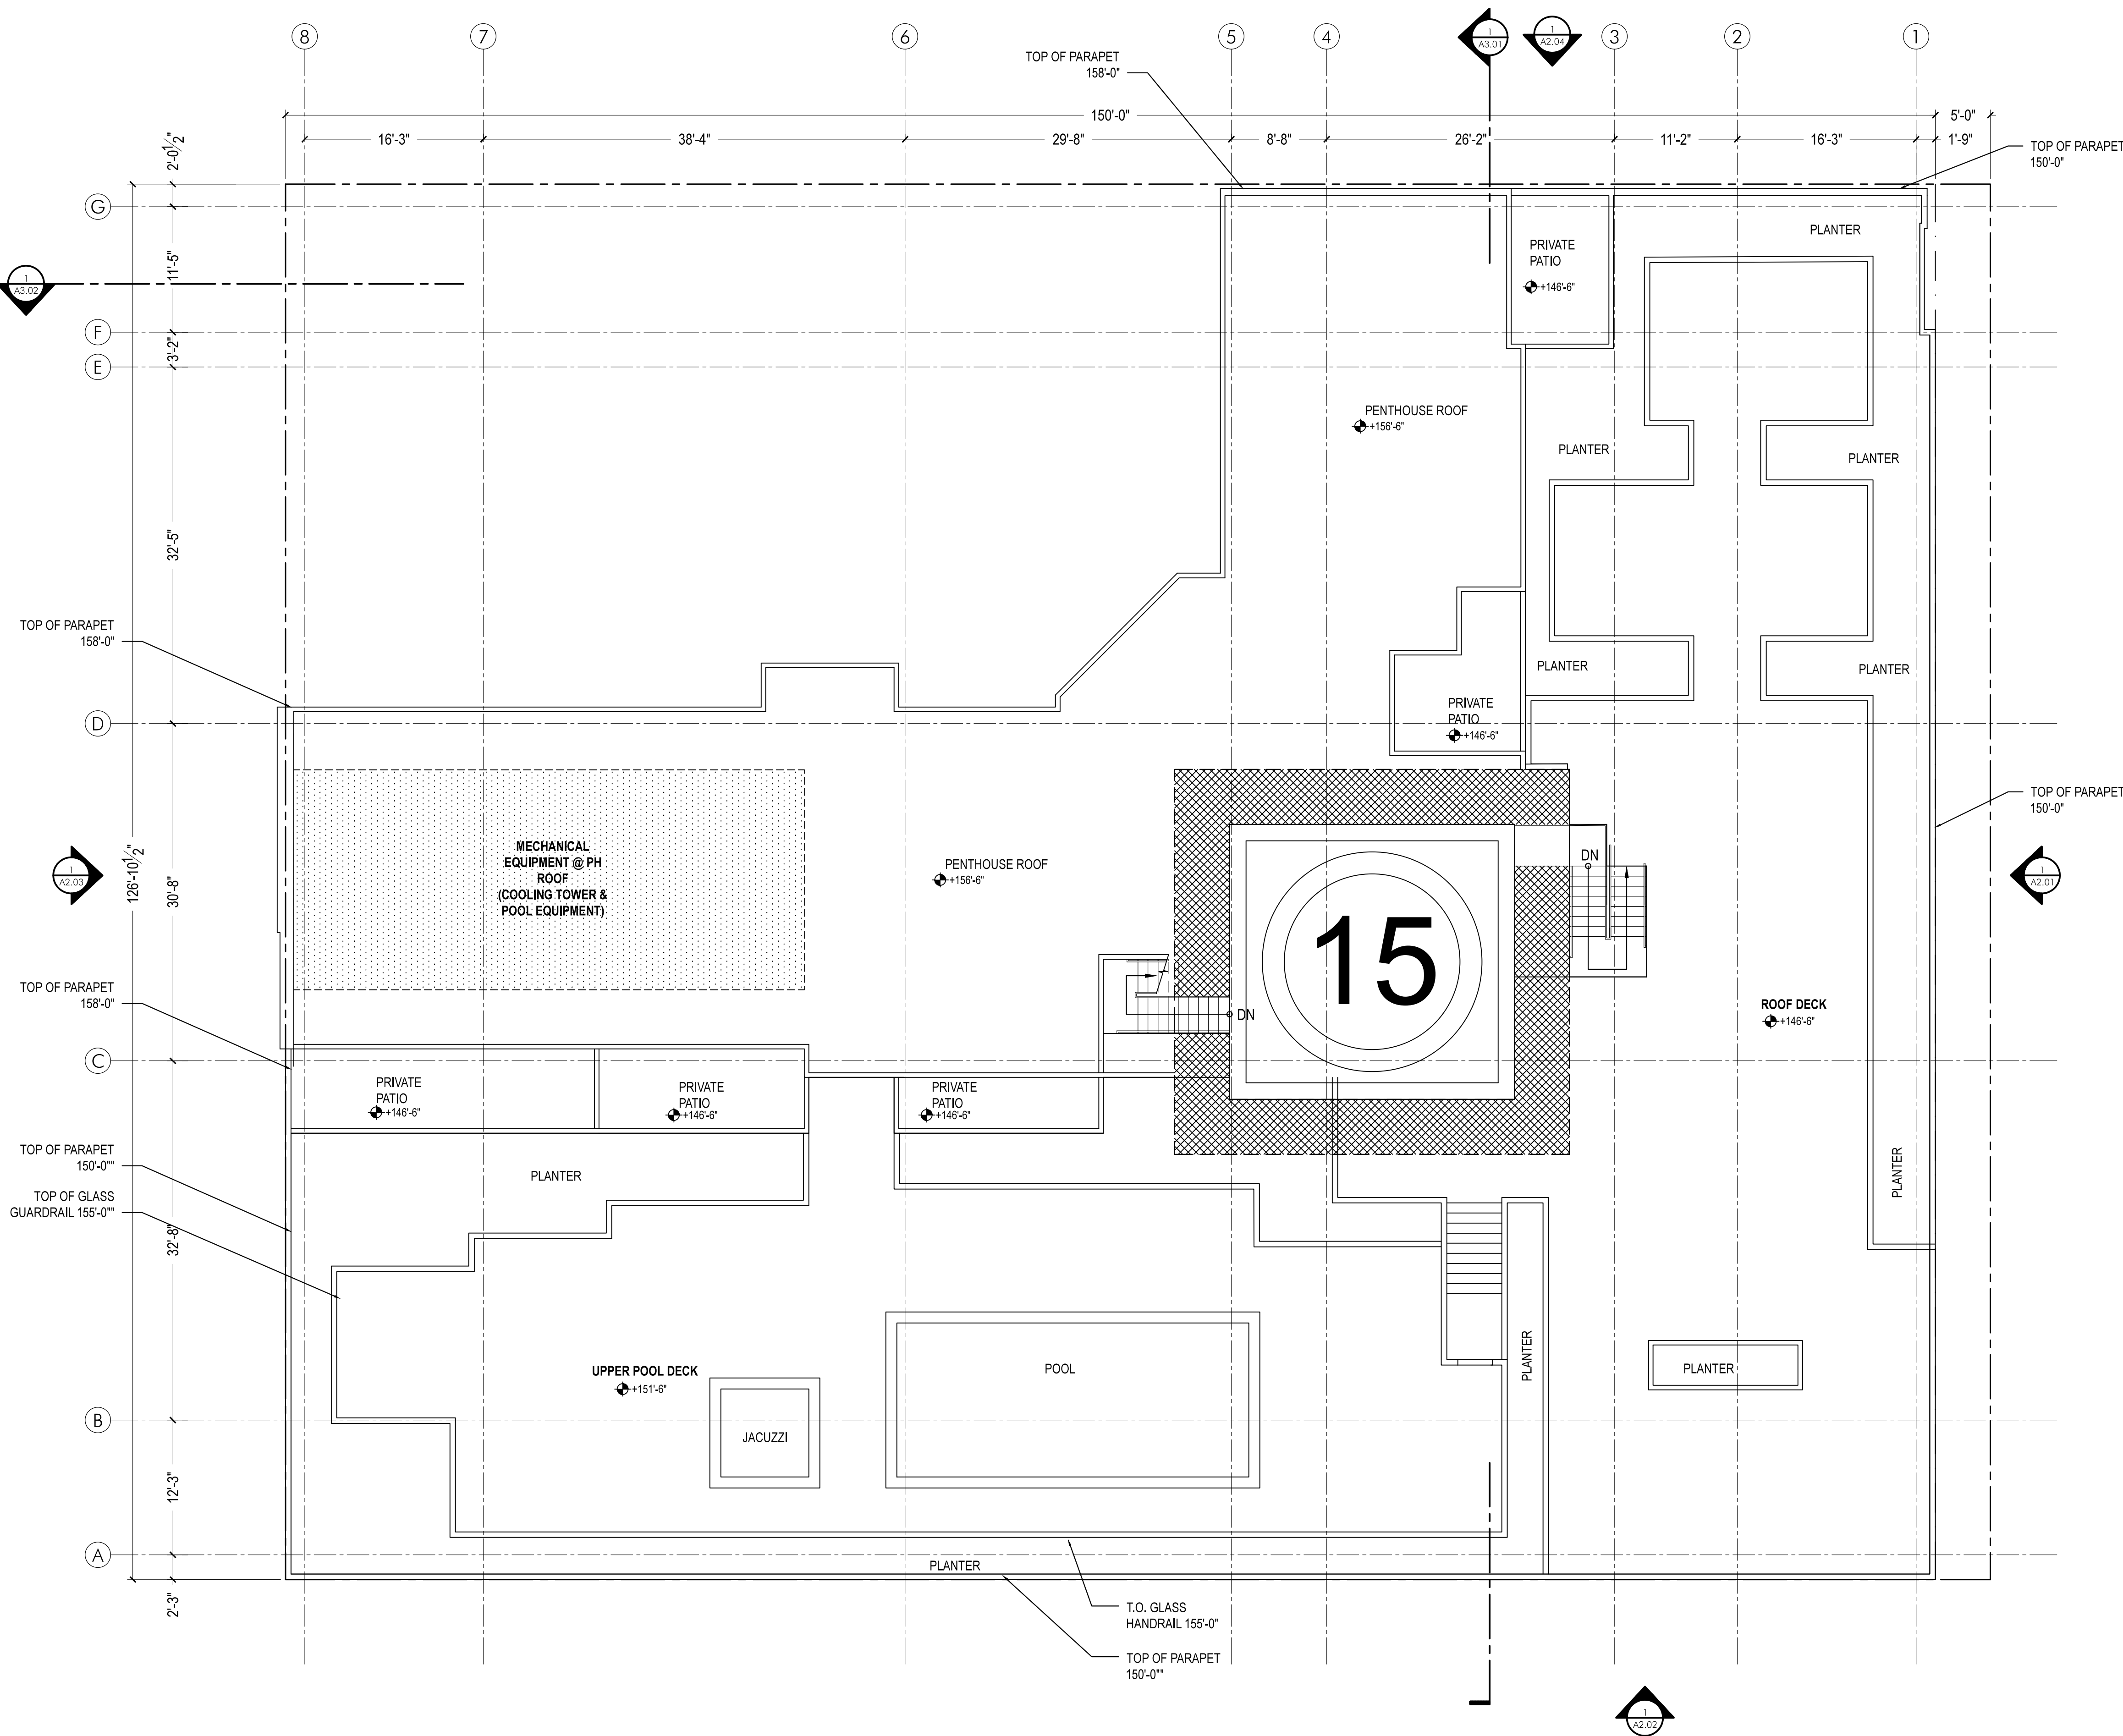 8
7
6
5
4
1
A3.01
1
A2.04
3
2
1
TOP OF PARAPET
158'-0"
150'-0"
5'-0"
16'-3"
38'-4"
29'-8"
8'-8"
26'-2"
11'-2"
16'-3"
1'-9"
TOP OF PARAPET
150'-0"
2'-0 1/2"
G
PLANTER
PRIVATE
PATIO
+146'-6"
11'-5"
1
A3.02
F
3'-2"
E
PENTHOUSE ROOF
+156'-6"
PLANTER
PLANTER
32'-5"
TOP OF PARAPET
158'-0"
PLANTER
PLANTER
PRIVATE
PATIO
+146'-6"
D
TOP OF PARAPET
150'-0"
MECHANICAL
EQUIPMENT @ PH
ROOF
(COOLING TOWER &
POOL EQUIPMENT)
PENTHOUSE ROOF
+156'-6"
DN
1
A2.03
126'-10 1/2"
30'-8"
1
A2.01
15
TOP OF PARAPET
158'-0"
DN
ROOF DECK
+146'-6"
C
PRIVATE
PATIO
+146'-6"
PRIVATE
PATIO
+146'-6"
PRIVATE
PATIO
+146'-6"
TOP OF PARAPET
150'-0""
PLANTER
PLANTER
TOP OF GLASS
GUARDRAIL 155'-0""
32'-8"
UPPER POOL DECK
+151'-6"
POOL
PLANTER
PLANTER
B
JACUZZI
12'-3"
A
PLANTER
2'-3"
T.O. GLASS
HANDRAIL 155'-0"
TOP OF PARAPET
150'-0""
1
A2.02